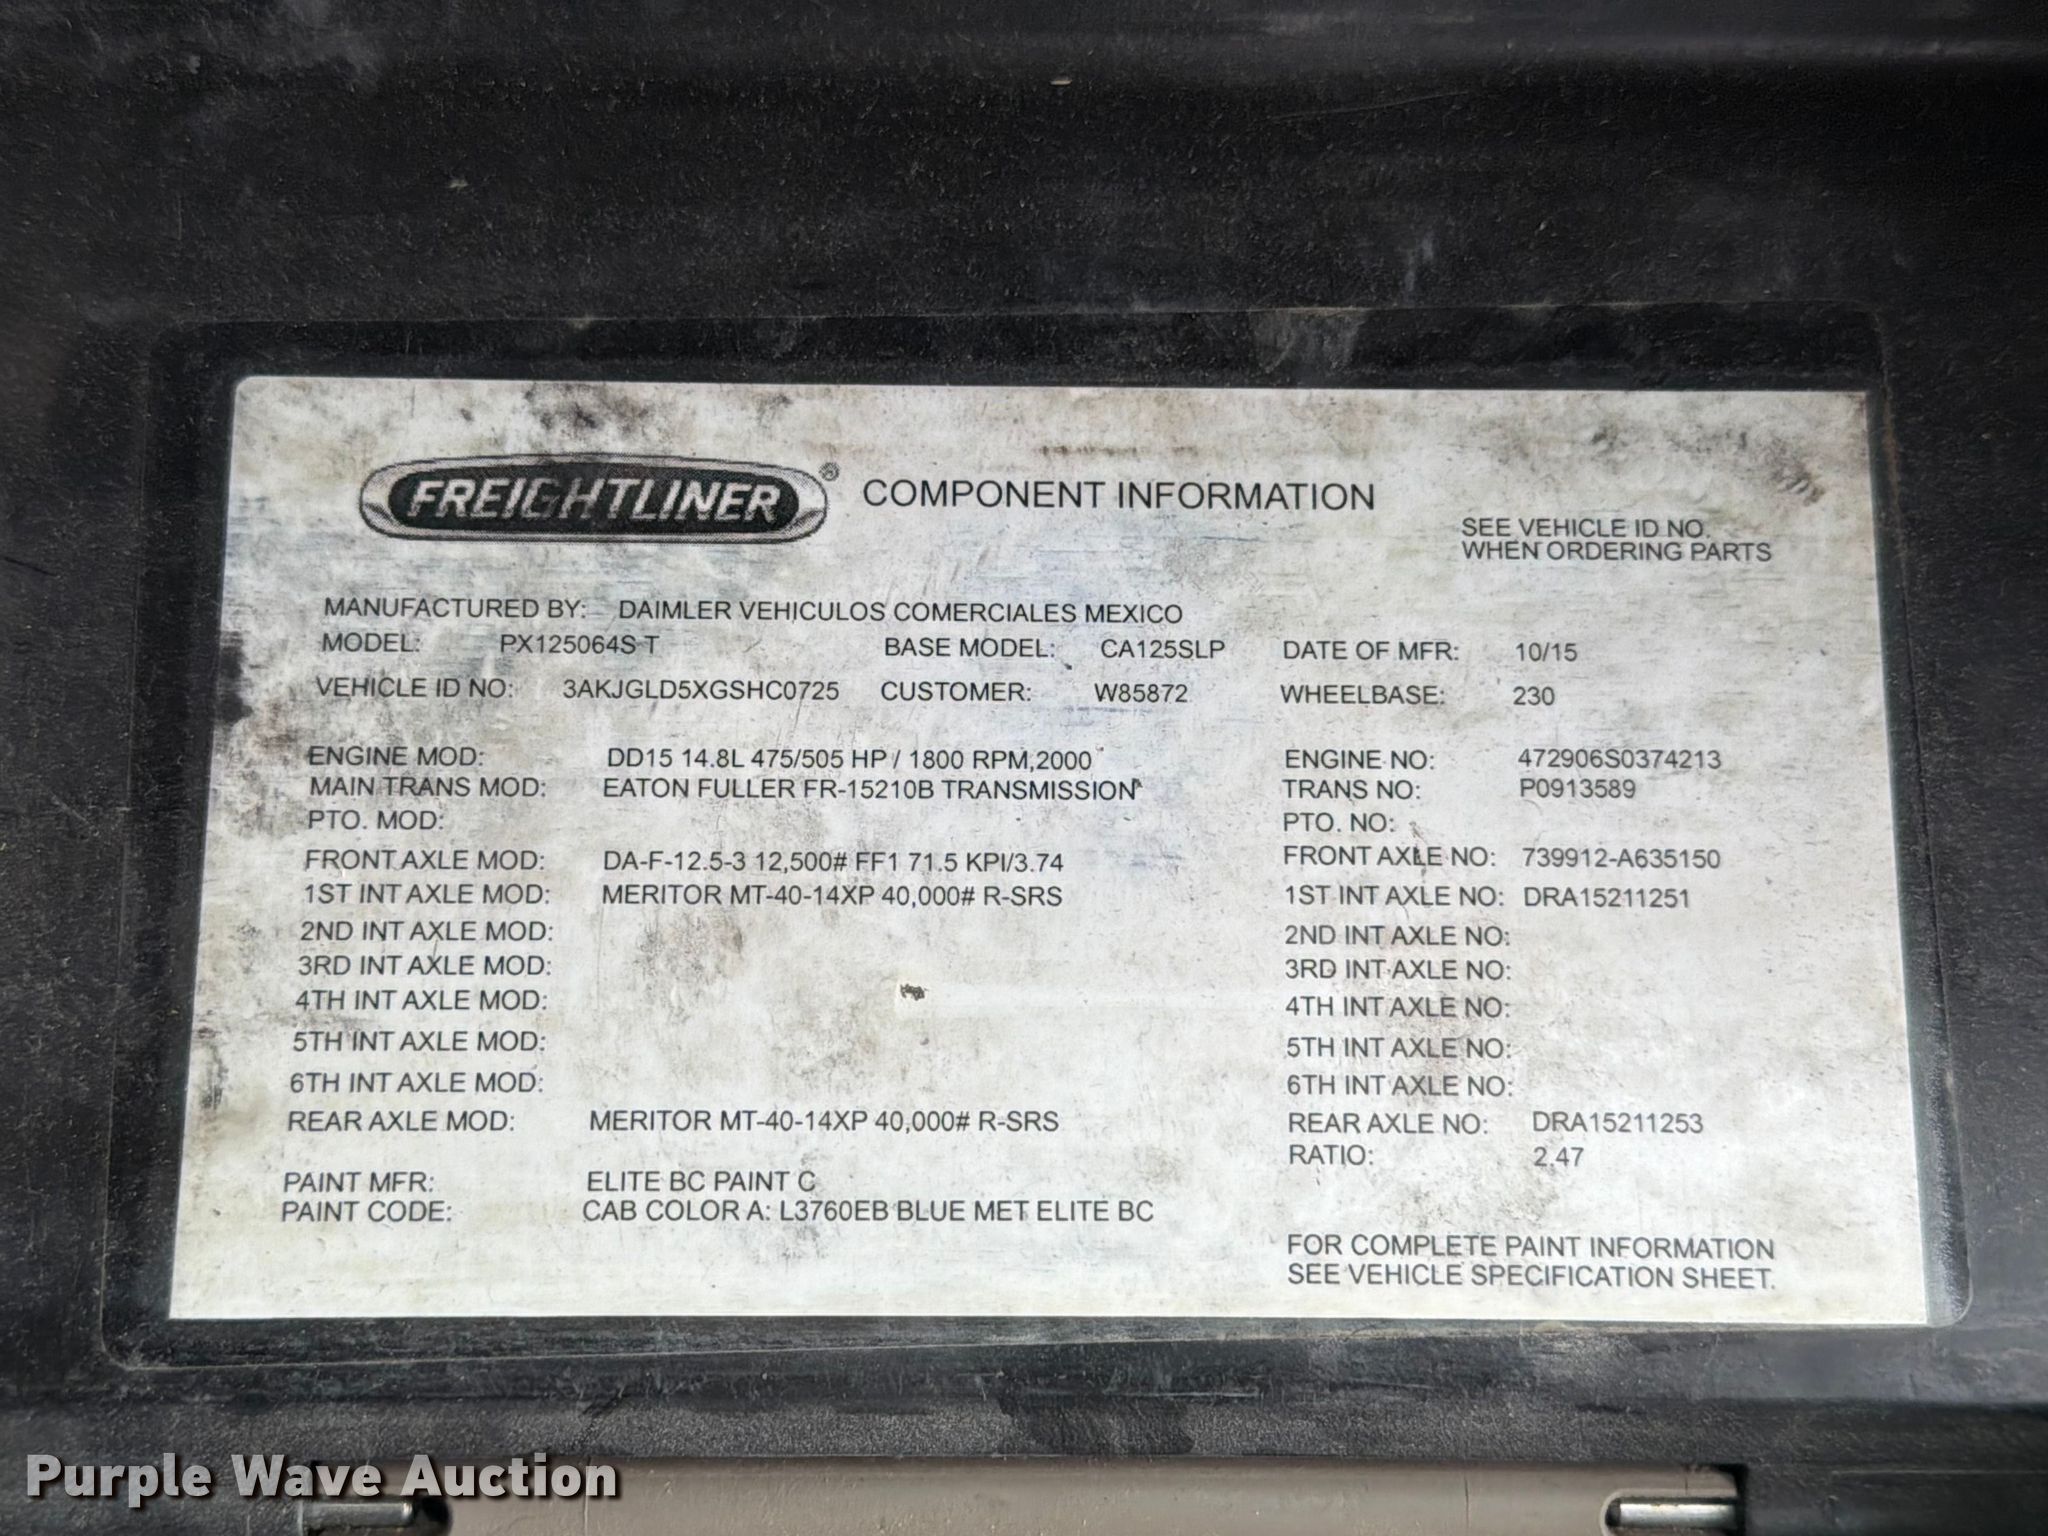 FREIGHTLINER® COMPONENT INFORMATION
SEE VEHICLE ID NO.
WHEN ORDERING PARTS
MANUFACTURED BY: DAIMLER VEHICULOS COMERCIALES MEXICO
MODEL: PX125064S T BASE MODEL: CA125SLP DATE OF MFR: 10/15
VEHICLE ID NO: 3AKJGLD5XGSHC0725 CUSTOMER: W85872 WHEELBASE: 230
ENGINE MOD: DD15 14.8L 475/505 HP / 1800 RPM,2000 ENGINE NO: 472906S0374213
MAIN TRANS MOD: EATON FULLER FR-15210B TRANSMISSION TRANS NO: P0913589
PTO. MOD: PTO. NO:
FRONT AXLE MOD: DA-F-12.5-3 12,500# FF1 71.5 KPI/3.74 FRONT AXLE NO: 739912-A635150
1ST INT AXLE MOD: MERITOR MT-40-14XP 40,000# R-SRS 1ST INT AXLE NO: DRA15211251
2ND INT AXLE MOD: 2ND INT AXLE NO:
3RD INT AXLE MOD: 3RD INT AXLE NO:
4TH INT AXLE MOD: 4TH INT AXLE NO:
5TH INT AXLE MOD: 5TH INT AXLE NO:
6TH INT AXLE MOD: 6TH INT AXLE NO:
REAR AXLE MOD: MERITOR MT-40-14XP 40,000# R-SRS REAR AXLE NO: DRA15211253
RATIO: 2.47
PAINT MFR: ELITE BC PAINT C
PAINT CODE: CAB COLOR A: L3760EB BLUE MET ELITE BC
FOR COMPLETE PAINT INFORMATION
SEE VEHICLE SPECIFICATION SHEET.
Purple Wave Auction